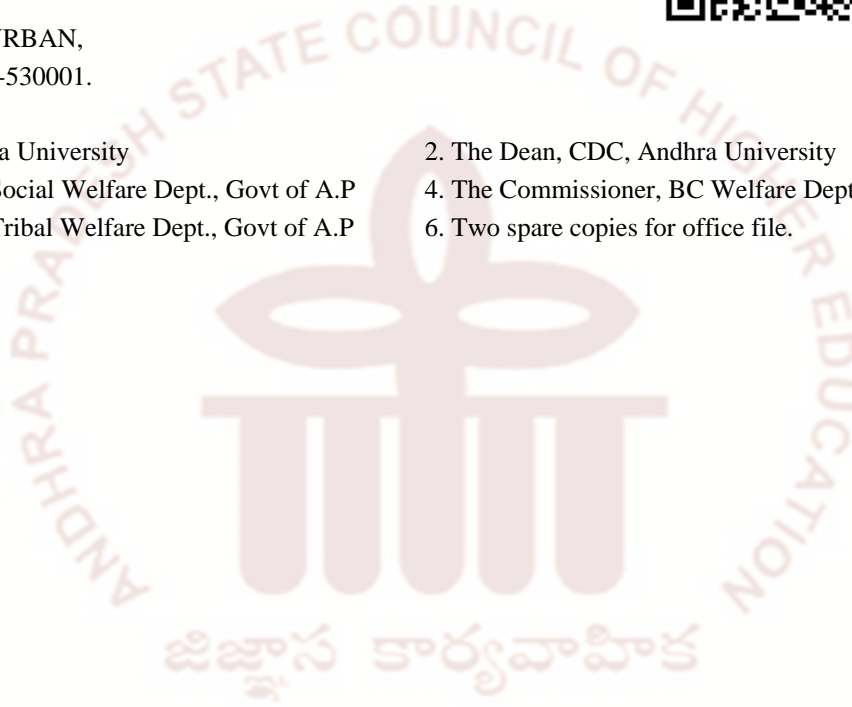 URBAN,
-530001.
a University 2. The Dean, CDC, Andhra University
Social Welfare Dept., Govt of A.P 4. The Commissioner, BC Welfare Dept
Tribal Welfare Dept., Govt of A.P 6. Two spare copies for office file.
ANDHRA PRADESH STATE COUNCIL OF HIGHER EDUCATION
జిజ్ఞాస కార్యవాహిక